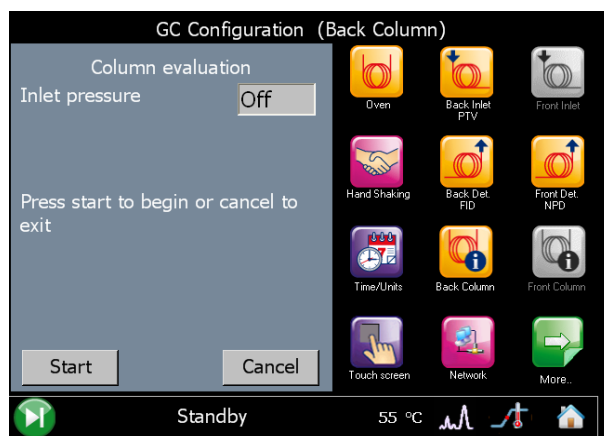 GC Configuration (Back Column)
Column evaluation
Inlet pressure
Off
Press start to begin or cancel to
exit
Start
Cancel
Oven
Back Inlet
PTV
Front Inlet
Hand Shaking
Back Det.
FID
Front Det.
NPD
Time/Units
Back Column
Front Column
Touch screen
Network
More..
Standby
55 °C